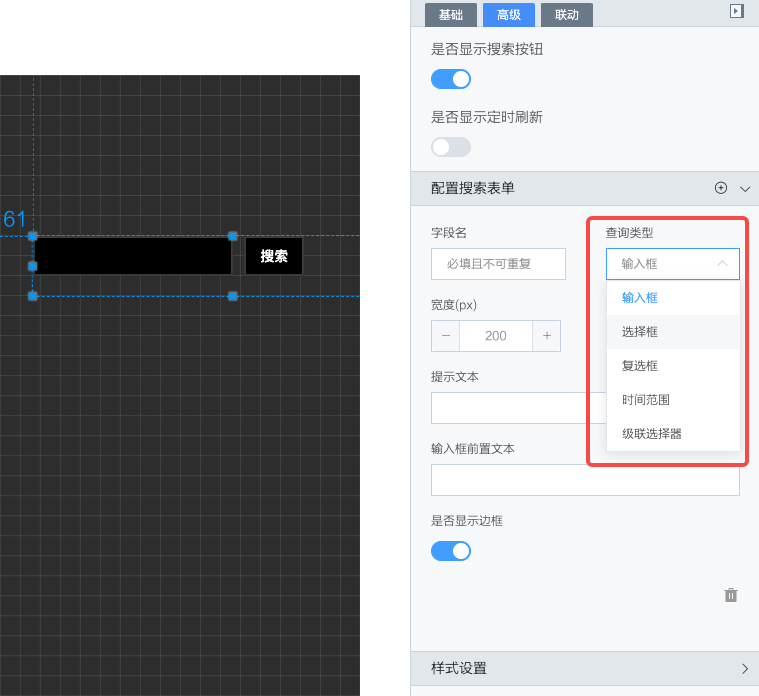 基础 高级 联动
是否显示搜索按钮
是否显示定时刷新
配置搜索表单
61
搜索
字段名 查询类型
必填且不可重复 输入框
输入框
宽度(px)
选择框
− 200 +
复选框
提示文本
时间范围
级联选择器
输入框前置文本
是否显示边框
样式设置